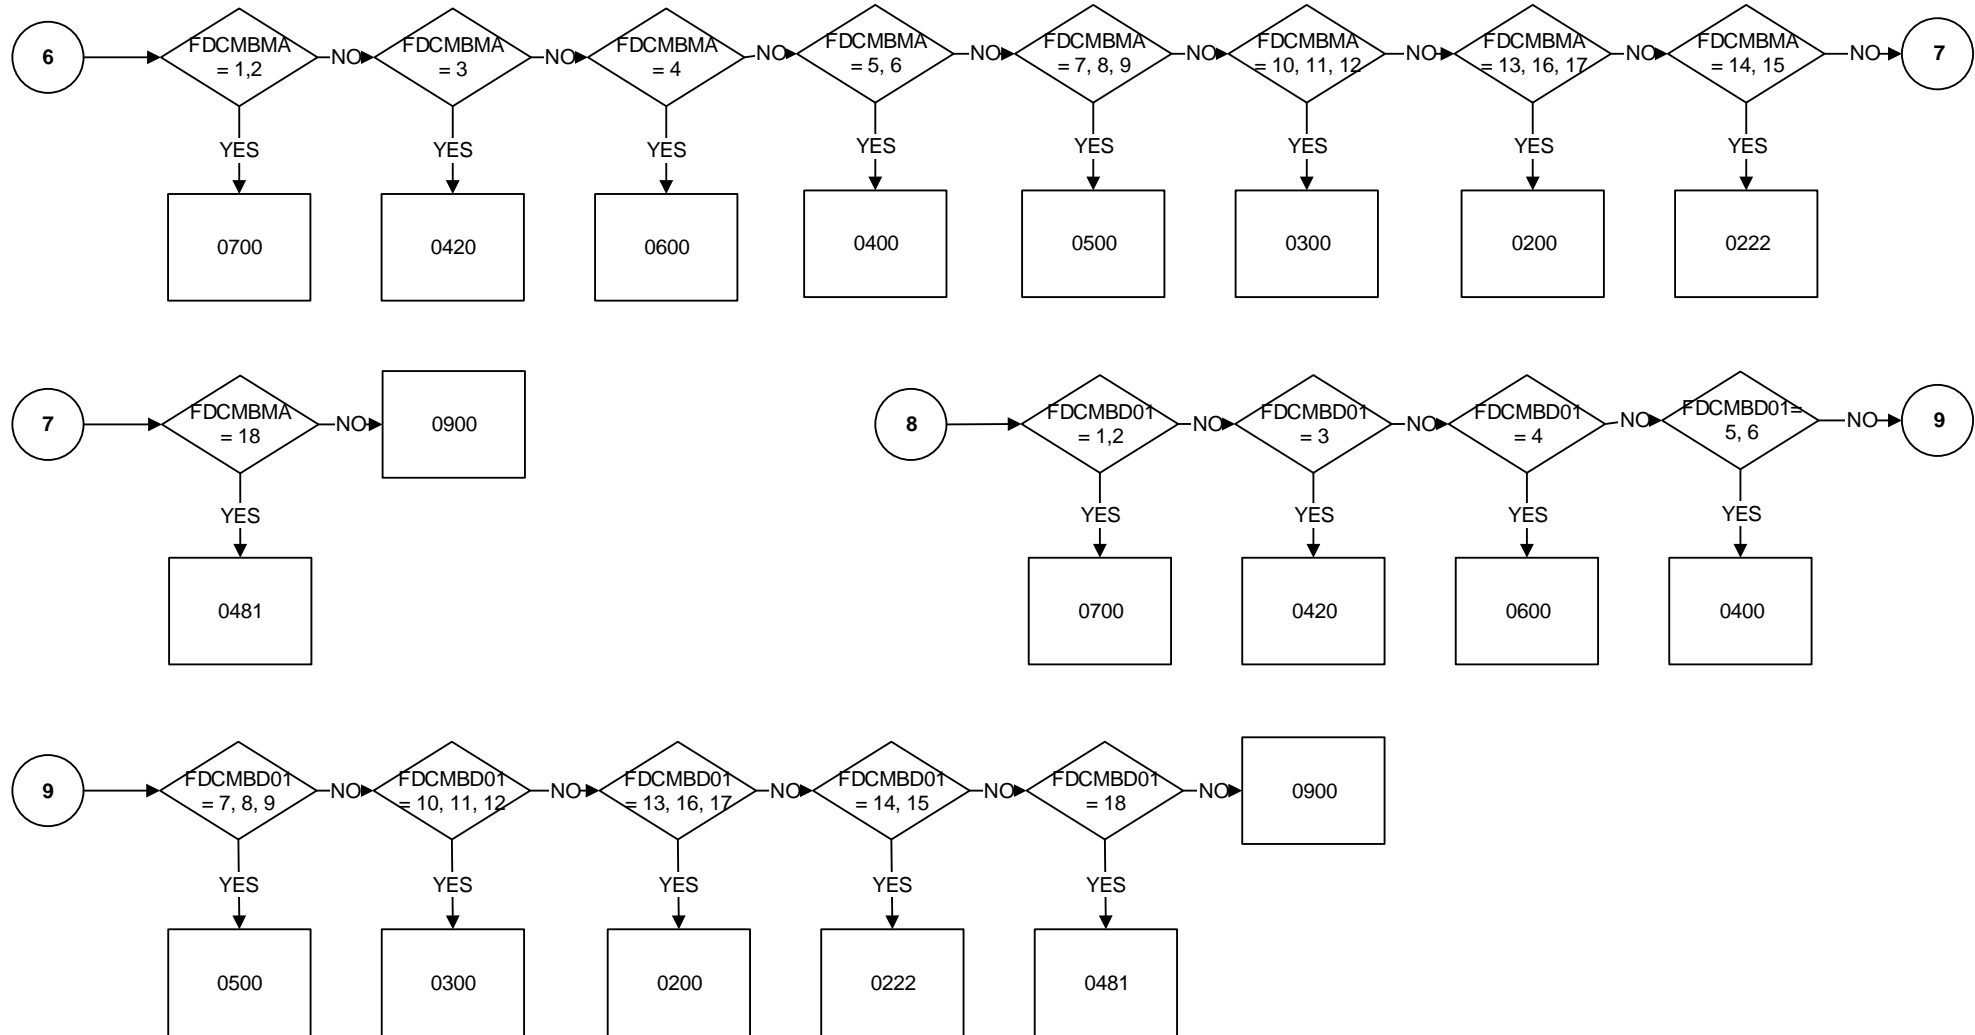 6
FDCMBMA
= 1,2
NO
FDCMBMA
= 3
NO
FDCMBMA
= 4
NO
FDCMBMA
= 5, 6
NO
FDCMBMA
= 7, 8, 9
NO
FDCMBMA
= 10, 11, 12
NO
FDCMBMA
= 13, 16, 17
NO
FDCMBMA
= 14, 15
NO
7
YES
YES
YES
YES
YES
YES
YES
YES
0700
0420
0600
0400
0500
0300
0200
0222
7
FDCMBMA
= 18
NO
0900
YES
0481
8
FDCMBD01
= 1,2
NO
FDCMBD01
= 3
NO
FDCMBD01
= 4
NO
FDCMBD01=
5, 6
NO
9
YES
YES
YES
YES
0700
0420
0600
0400
9
FDCMBD01
= 7, 8, 9
NO
FDCMBD01
= 10, 11, 12
NO
FDCMBD01
= 13, 16, 17
NO
FDCMBD01
= 14, 15
NO
FDCMBD01
= 18
NO
0900
YES
YES
YES
YES
YES
0500
0300
0200
0222
0481